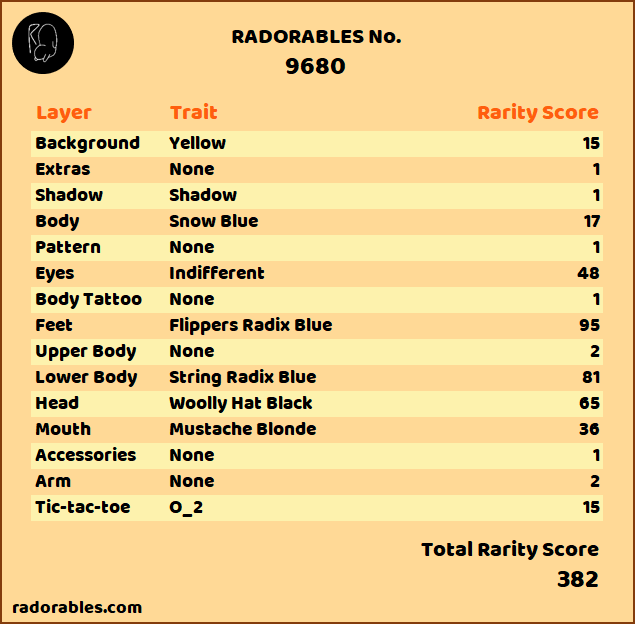 RADORABLES No.
9680
Layer Trait Rarity Score
Background Yellow 15
Extras None 1
Shadow Shadow 1
Body Snow Blue 17
Pattern None 1
Eyes Indifferent 48
Body Tattoo None 1
Feet Flippers Radix Blue 95
Upper Body None 2
Lower Body String Radix Blue 81
Head Woolly Hat Black 65
Mouth Mustache Blonde 36
Accessories None 1
Arm None 2
Tic-tac-toe O_2 15
Total Rarity Score
382
radorables.com